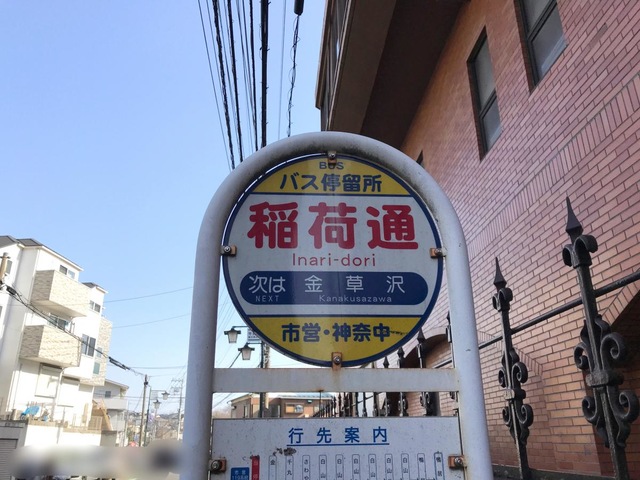 BUS
バス停留所
稲荷通
Inari-dori
次は 金草沢
NEXT Kanakusazawa
市営・神奈中
行先案内